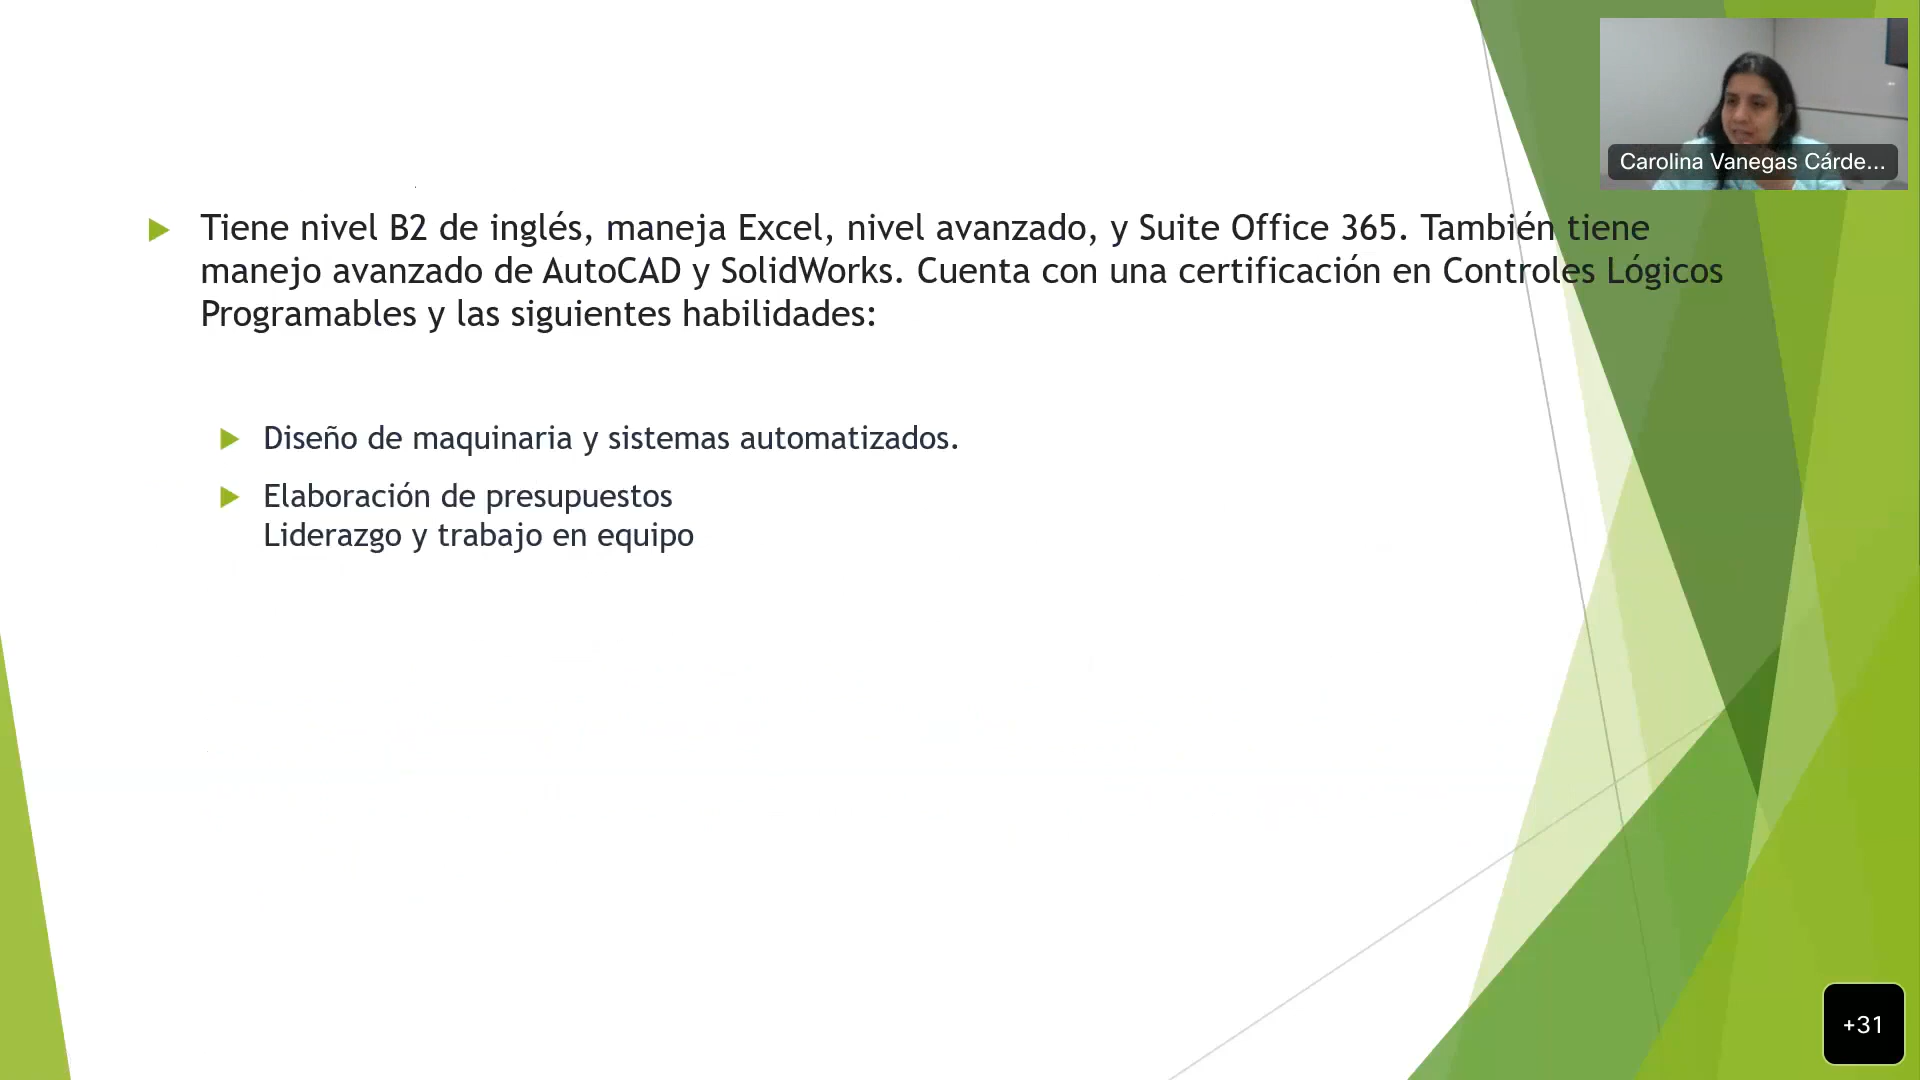 Carolina Vanegas Cárde...
Tiene nivel B2 de inglés, maneja Excel, nivel avanzado, y Suite Office 365. También tiene
manejo avanzado de AutoCAD y SolidWorks. Cuenta con una certificación en Controles Lógicos
Programables y las siguientes habilidades:
Diseño de maquinaria y sistemas automatizados.
Elaboración de presupuestos
Liderazgo y trabajo en equipo
+31